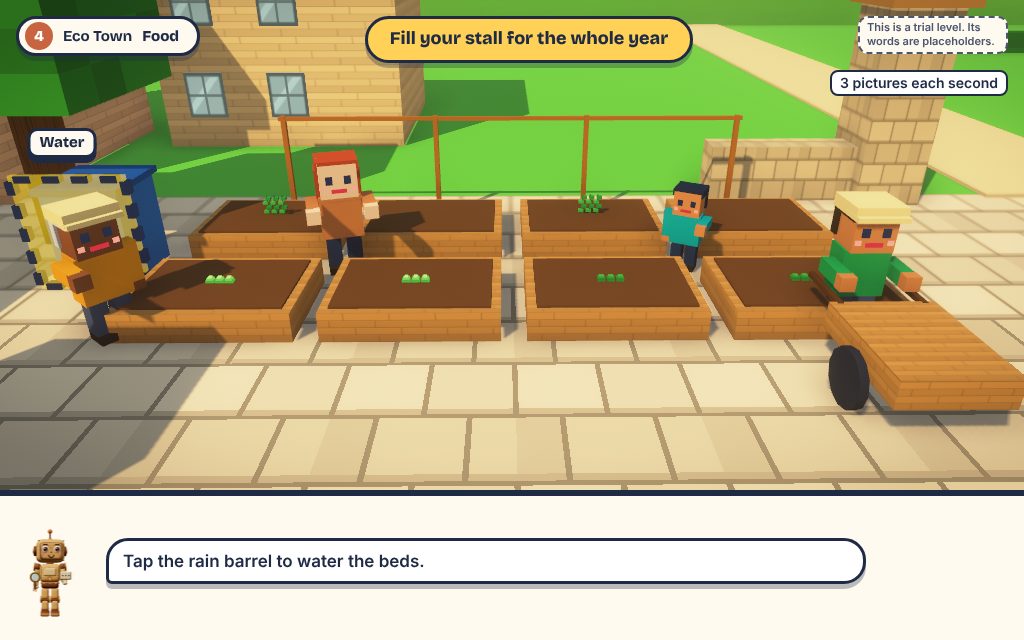 4 Eco Town Food
Fill your stall for the whole year
This is a trial level. Its
words are placeholders.
3 pictures each second
Water
Tap the rain barrel to water the beds.